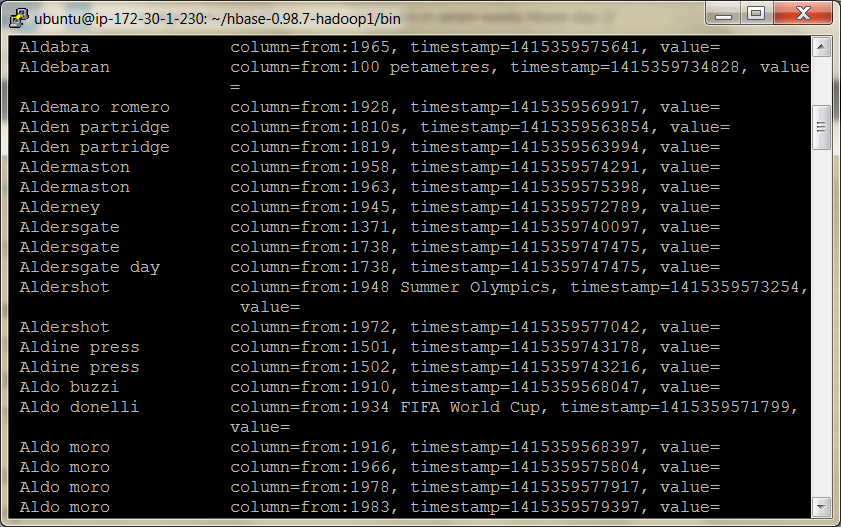 ubuntu@ip-172-30-1-230: ~/hbase-0.98.7-hadoop1/bin
Aldabra column=from:1965, timestamp=1415359575641, value=
Aldebaran column=from:100 petametres, timestamp=1415359734828, value
=
Aldemaro romero column=from:1928, timestamp=1415359569917, value=
Alden partridge column=from:1810s, timestamp=1415359563854, value=
Alden partridge column=from:1819, timestamp=1415359563994, value=
Aldermaston column=from:1958, timestamp=1415359574291, value=
Aldermaston column=from:1963, timestamp=1415359575398, value=
Alderney column=from:1945, timestamp=1415359572789, value=
Aldersgate column=from:1371, timestamp=1415359740097, value=
Aldersgate column=from:1738, timestamp=1415359747475, value=
Aldersgate day column=from:1738, timestamp=1415359747475, value=
Aldershot column=from:1948 Summer Olympics, timestamp=1415359573254,
value=
Aldershot column=from:1972, timestamp=1415359577042, value=
Aldine press column=from:1501, timestamp=1415359743178, value=
Aldine press column=from:1502, timestamp=1415359743216, value=
Aldo buzzi column=from:1910, timestamp=1415359568047, value=
Aldo donelli column=from:1934 FIFA World Cup, timestamp=1415359571799,
value=
Aldo moro column=from:1916, timestamp=1415359568397, value=
Aldo moro column=from:1966, timestamp=1415359575804, value=
Aldo moro column=from:1978, timestamp=1415359577917, value=
Aldo moro column=from:1983, timestamp=1415359579397, value=